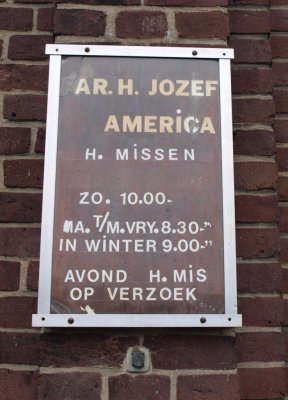 AR. H. JOZEF
AMERiCA
H. MiSSEN
ZO. 10.00-
MA. T/M. VRY. 8.30-"
IN WiNTER 9.00-"
AVOND H. MiS
OP VERZOEK